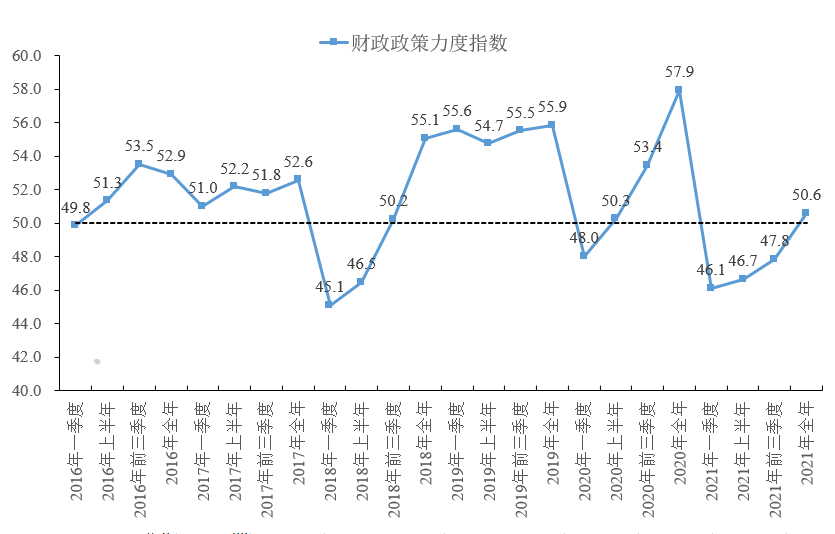 财政政策力度指数
60.0
58.0
56.0
54.0
52.0
50.0
48.0
46.0
44.0
42.0
40.0
49.8
51.3
53.5
52.9
51.0
52.2
51.8
52.6
45.1
46.5
50.2
55.1
55.6
54.7
55.5
55.9
48.0
50.3
53.4
57.9
46.1
46.7
47.8
50.6
2016年一季度
2016年上半年
2016年前三季度
2016年全年
2017年一季度
2017年上半年
2017年前三季度
2017年全年
2018年一季度
2018年上半年
2018年前三季度
2018年全年
2019年一季度
2019年上半年
2019年前三季度
2019年全年
2020年一季度
2020年上半年
2020年前三季度
2020年全年
2021年一季度
2021年上半年
2021年前三季度
2021年全年